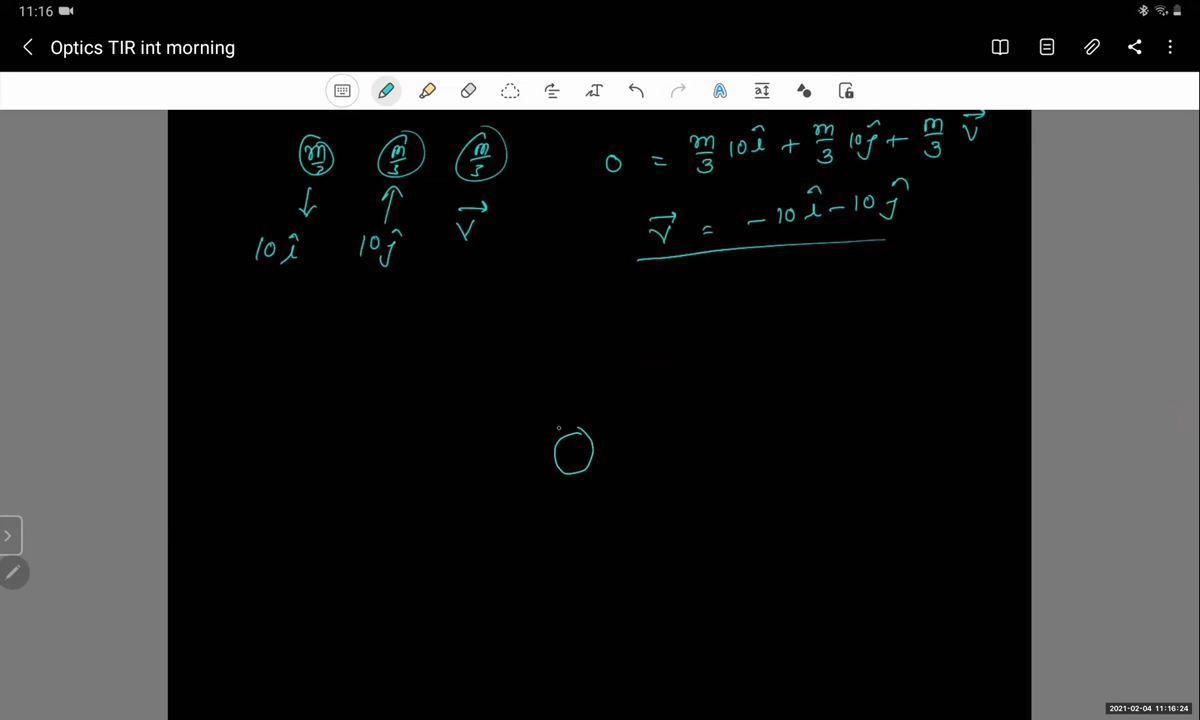 11:16
Optics TIR int morning
m/3 m/3 m/3
10î 10ĵ V⃗
0 = m/3 10î + m/3 10ĵ + m/3 V⃗
V⃗ = -10î - 10ĵ
2021-02-04 11:16:24